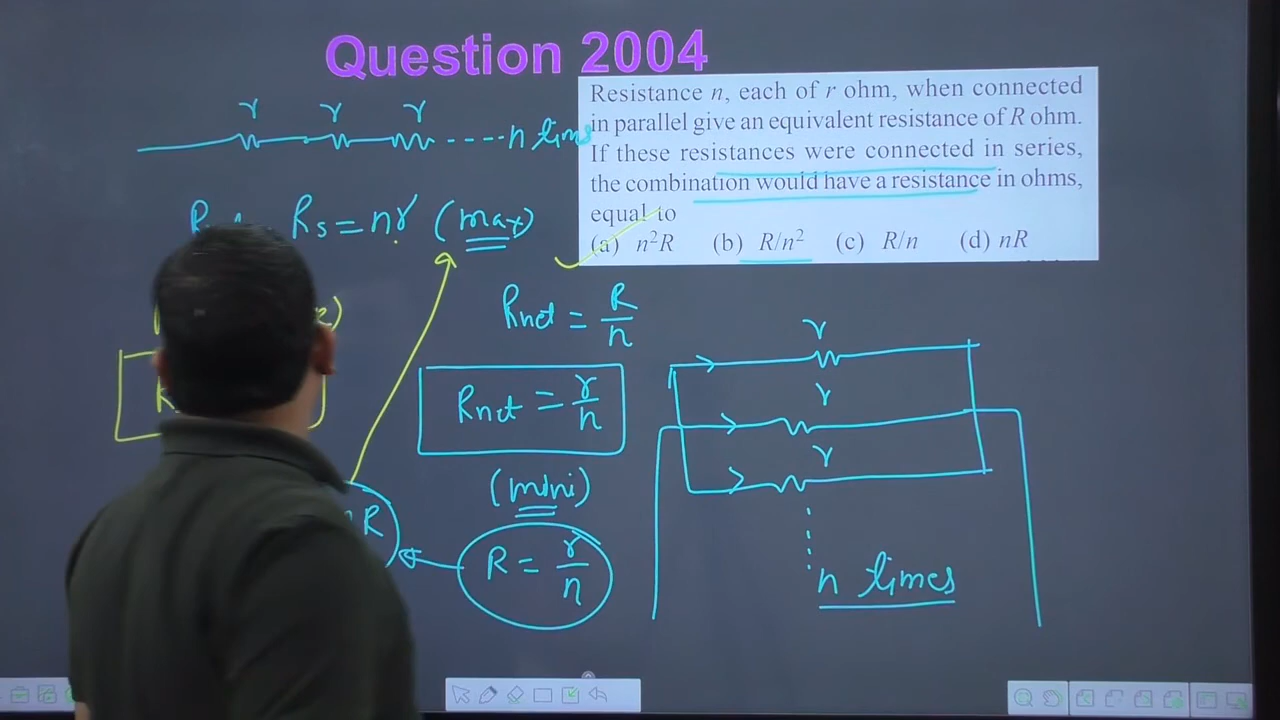 Question 2004
Resistance n, each of r ohm, when connected
in parallel give an equivalent resistance of R ohm.
If these resistances were connected in series,
the combination would have a resistance in ohms,
equal to
(a) n²R (b) R/n² (c) R/n (d) nR
r r r
---- n times
Rs = nr (max)
Rnet = R/n
Rnet = r/n
(mini)
R = r/n
R
r
r
r
n times